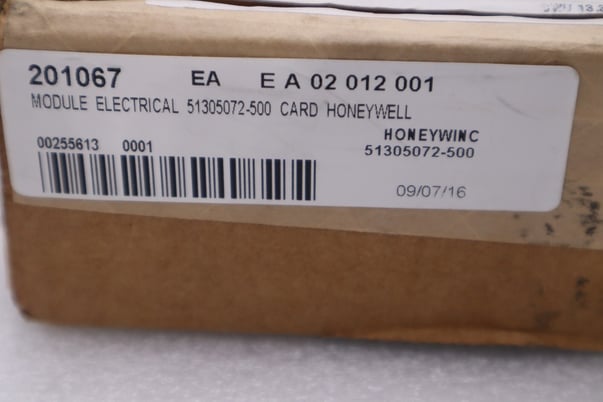 201067 EA E A 02 012 001
MODULE ELECTRICAL 51305072-500 CARD HONEYWELL
HONEYWINC
00255613 0001
51305072-500
09/07/16